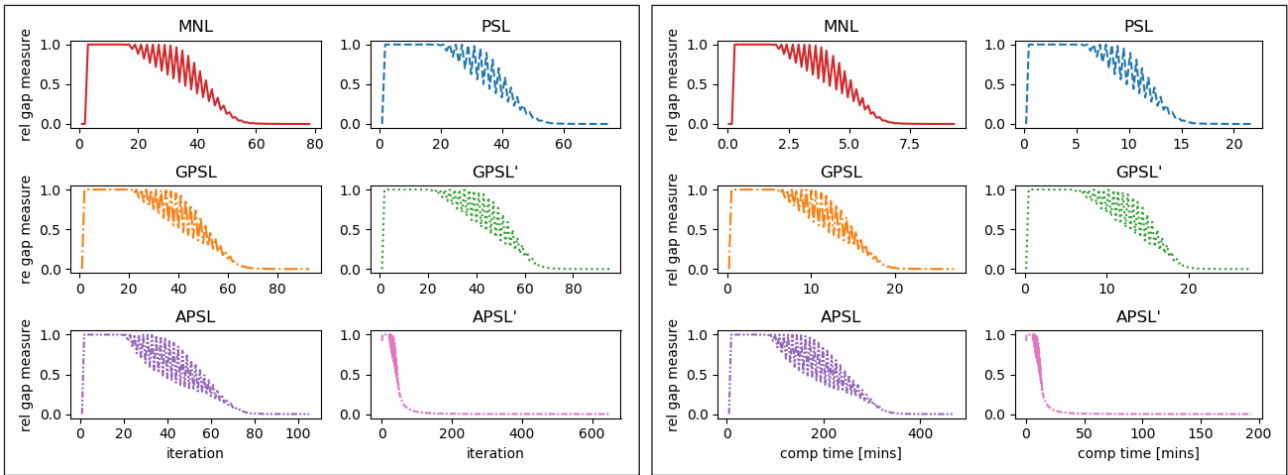 MNL
PSL
rel gap measure
1.0
0.5
0.0
0 20 40 60 80
1.0
0.5
0.0
0 20 40 60
GPSL
GPSL'
re gap measure
1.0
0.5
0.0
0 20 40 60 80
1.0
0.5
0.0
0 20 40 60 80
APSL
APSL'
rel gap measure
1.0
0.5
0.0
0 20 40 60 80 100
iteration
1.0
0.5
0.0
0 200 400 600
iteration
MNL
PSL
rel gap measure
1.0
0.5
0.0
0.0 2.5 5.0 7.5
1.0
0.5
0.0
0 5 10 15 20
GPSL
GPSL'
rel gap measure
1.0
0.5
0.0
0 10 20
1.0
0.5
0.0
0 10 20
APSL
APSL'
rel gap measure
1.0
0.5
0.0
0 200 400
comp time [mins]
1.0
0.5
0.0
0 50 100 150 200
comp time [mins]